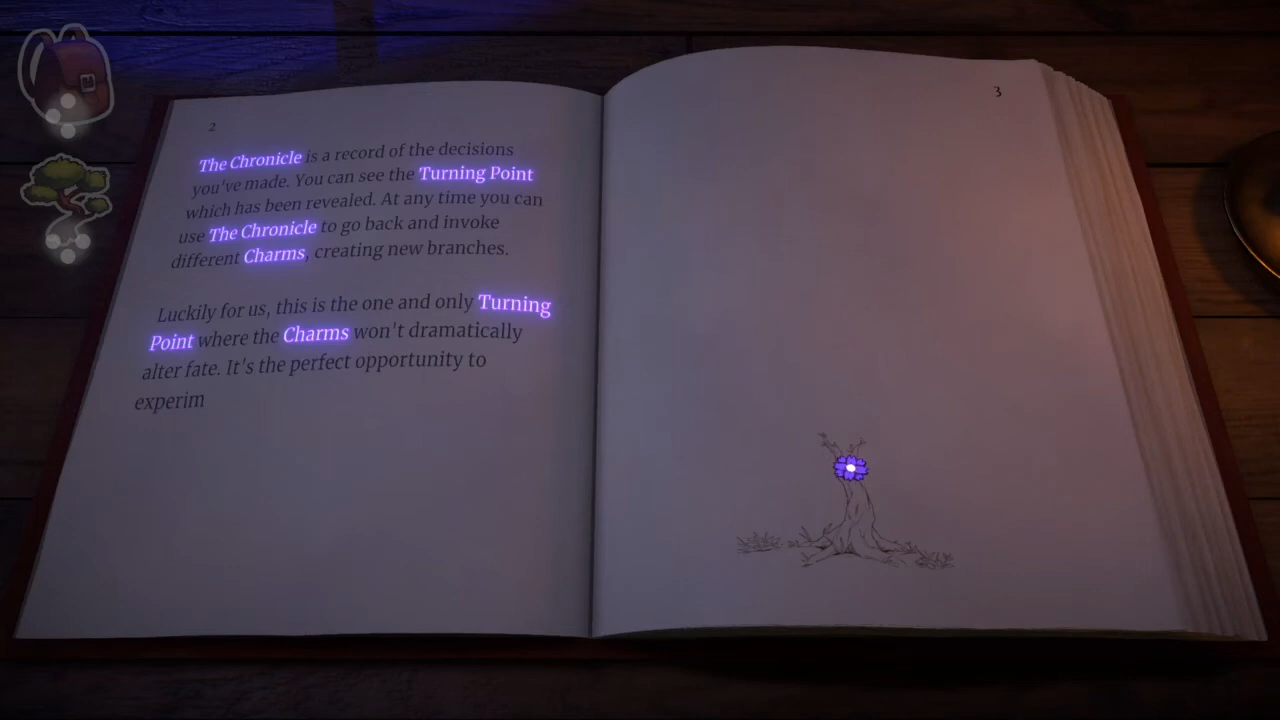 2
The Chronicle is a record of the decisions
you've made. You can see the Turning Point
which has been revealed. At any time you can
use The Chronicle to go back and invoke
different Charms, creating new branches.
Luckily for us, this is the one and only Turning
Point where the Charms won't dramatically
alter fate. It's the perfect opportunity to
experim
3